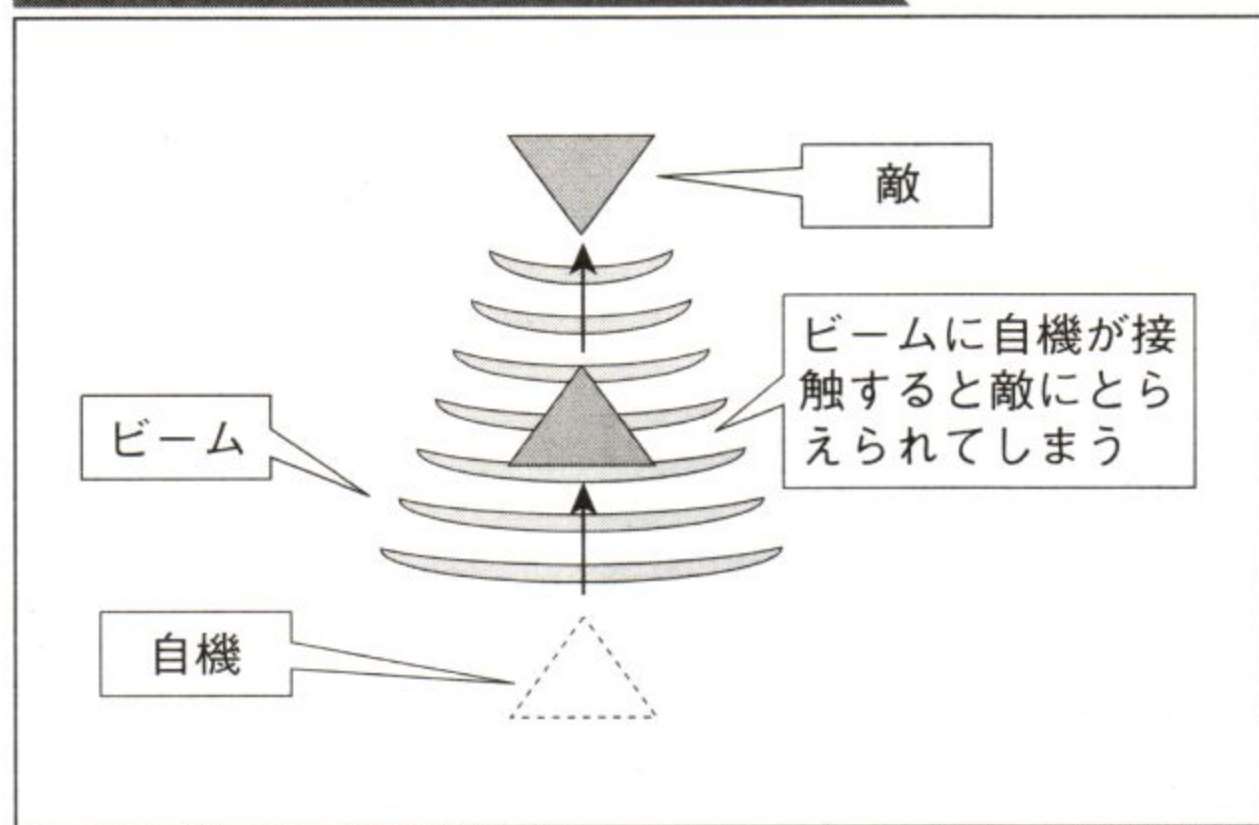 敵
ビームに自機が接
触すると敵にとら
えられてしまう
ビーム
自機